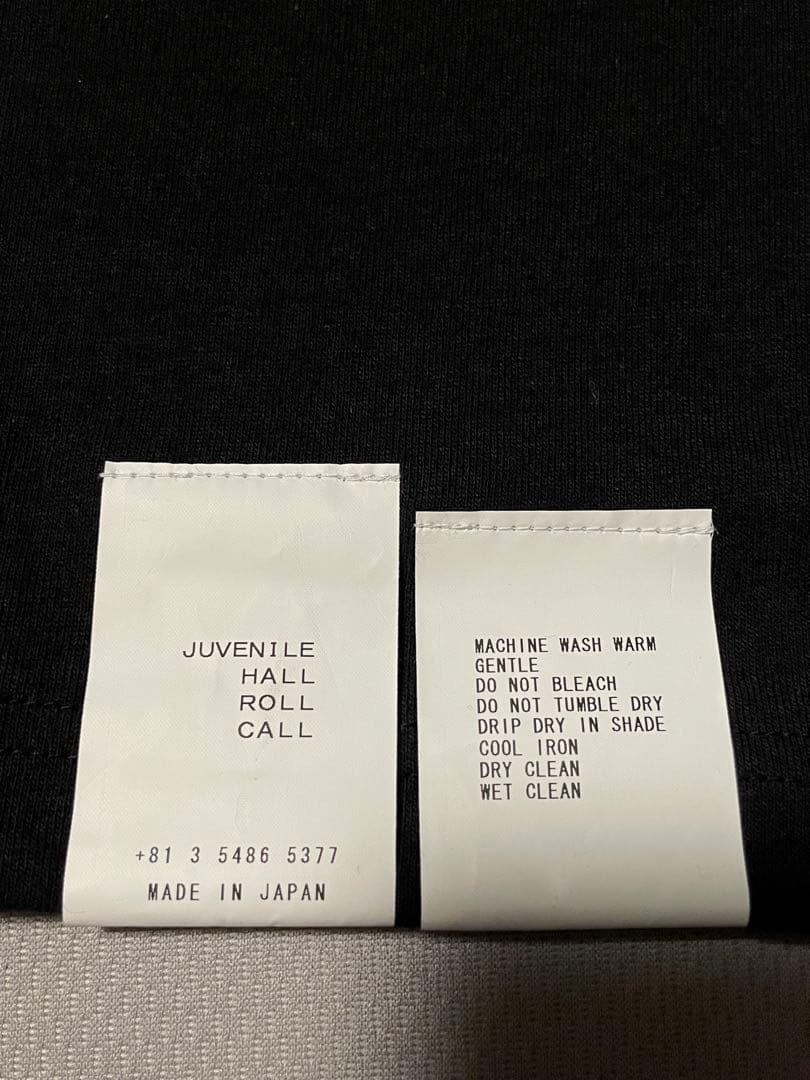 JUVENILE
HALL
ROLL
CALL
+81 3 5486 5377
MADE IN JAPAN
MACHINE WASH WARM
GENTLE
DO NOT BLEACH
DO NOT TUMBLE DRY
DRIP DRY IN SHADE
COOL IRON
DRY CLEAN
WET CLEAN